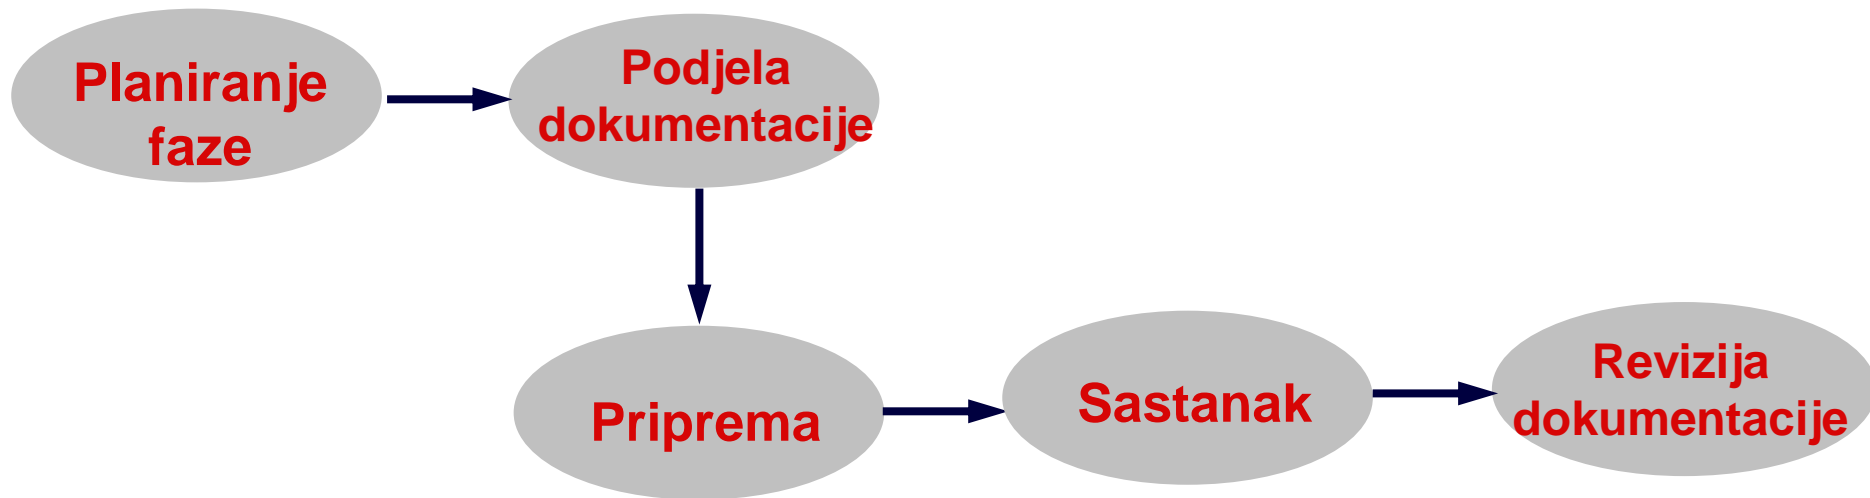 Planiranje
faze
Podjela
dokumentacije
Priprema
Sastanak
Revizija
dokumentacije